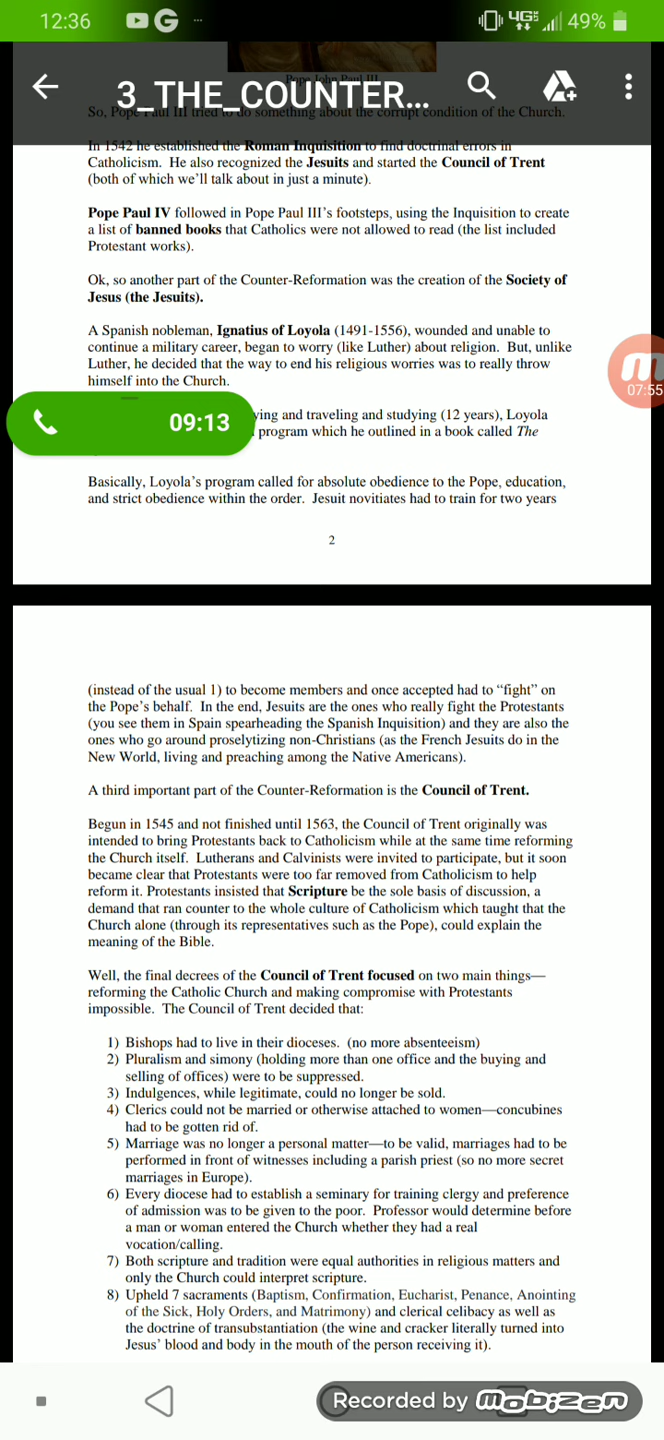 12:36
G
...
4G
49%
3_THE_COUNTER...
Pope John Paul III
So, Pope Paul III tried to do something about the corrupt condition of the Church.
In 1542 he established the Roman Inquisition to find doctrinal errors in
Catholicism. He also recognized the Jesuits and started the Council of Trent
(both of which we'll talk about in just a minute).
Pope Paul IV followed in Pope Paul III's footsteps, using the Inquisition to create
a list of banned books that Catholics were not allowed to read (the list included
Protestant works).
Ok, so another part of the Counter-Reformation was the creation of the Society of
Jesus (the Jesuits).
A Spanish nobleman, Ignatius of Loyola (1491-1556), wounded and unable to
continue a military career, began to worry (like Luther) about religion. But, unlike
Luther, he decided that the way to end his religious worries was to really throw
himself into the Church.
m
07:55
09:13
ying and traveling and studying (12 years), Loyola
program which he outlined in a book called The
Basically, Loyola's program called for absolute obedience to the Pope, education,
and strict obedience within the order. Jesuit novitiates had to train for two years
2
(instead of the usual 1) to become members and once accepted had to "fight" on
the Pope's behalf. In the end, Jesuits are the ones who really fight the Protestants
(you see them in Spain spearheading the Spanish Inquisition) and they are also the
ones who go around proselytizing non-Christians (as the French Jesuits do in the
New World, living and preaching among the Native Americans).
A third important part of the Counter-Reformation is the Council of Trent.
Begun in 1545 and not finished until 1563, the Council of Trent originally was
intended to bring Protestants back to Catholicism while at the same time reforming
the Church itself. Lutherans and Calvinists were invited to participate, but it soon
became clear that Protestants were too far removed from Catholicism to help
reform it. Protestants insisted that Scripture be the sole basis of discussion, a
demand that ran counter to the whole culture of Catholicism which taught that the
Church alone (through its representatives such as the Pope), could explain the
meaning of the Bible.
Well, the final decrees of the Council of Trent focused on two main things—
reforming the Catholic Church and making compromise with Protestants
impossible. The Council of Trent decided that:
1) Bishops had to live in their dioceses. (no more absenteeism)
2) Pluralism and simony (holding more than one office and the buying and
selling of offices) were to be suppressed.
3) Indulgences, while legitimate, could no longer be sold.
4) Clerics could not be married or otherwise attached to women—concubines
had to be gotten rid of.
5) Marriage was no longer a personal matter—to be valid, marriages had to be
performed in front of witnesses including a parish priest (so no more secret
marriages in Europe).
6) Every diocese had to establish a seminary for training clergy and preference
of admission was to be given to the poor. Professor would determine before
a man or woman entered the Church whether they had a real
vocation/calling.
7) Both scripture and tradition were equal authorities in religious matters and
only the Church could interpret scripture.
8) Upheld 7 sacraments (Baptism, Confirmation, Eucharist, Penance, Anointing
of the Sick, Holy Orders, and Matrimony) and clerical celibacy as well as
the doctrine of transubstantiation (the wine and cracker literally turned into
Jesus' blood and body in the mouth of the person receiving it).
Recorded by mobizen